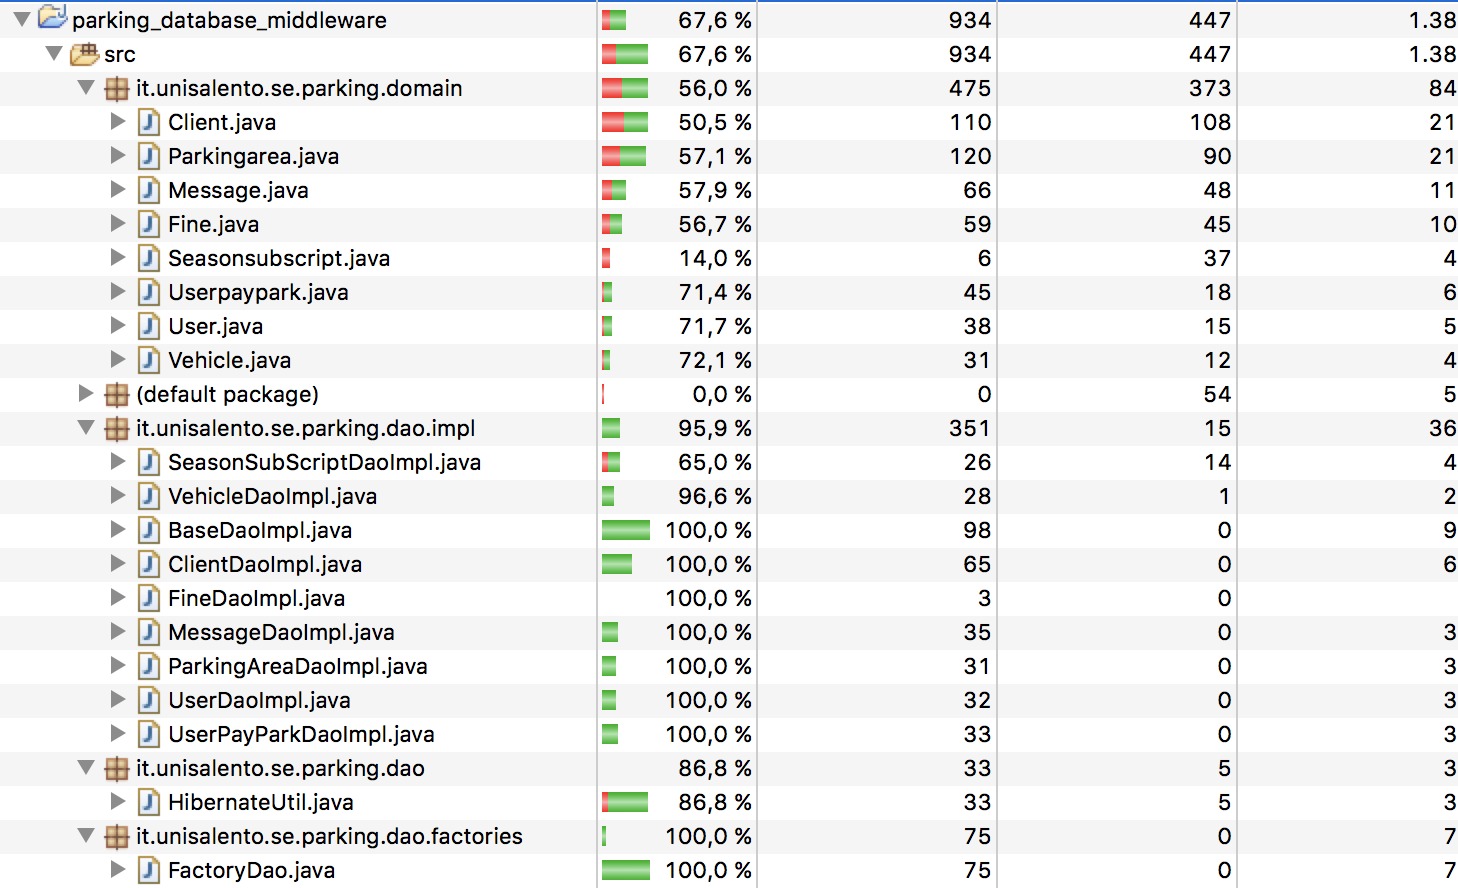 parking_database_middleware 67,6 % 934 447 1.38
src 67,6 % 934 447 1.38
it.unisalento.se.parking.domain 56,0 % 475 373 84
Client.java 50,5 % 110 108 21
Parkingarea.java 57,1 % 120 90 21
Message.java 57,9 % 66 48 11
Fine.java 56,7 % 59 45 10
Seasonsubscript.java 14,0 % 6 37 4
Userpaypark.java 71,4 % 45 18 6
User.java 71,7 % 38 15 5
Vehicle.java 72,1 % 31 12 4
(default package) 0,0 % 0 54 5
it.unisalento.se.parking.dao.impl 95,9 % 351 15 36
SeasonSubScriptDaoImpl.java 65,0 % 26 14 4
VehicleDaoImpl.java 96,6 % 28 1 2
BaseDaoImpl.java 100,0 % 98 0 9
ClientDaoImpl.java 100,0 % 65 0 6
FineDaoImpl.java 100,0 % 3 0
MessageDaoImpl.java 100,0 % 35 0 3
ParkingAreaDaoImpl.java 100,0 % 31 0 3
UserDaoImpl.java 100,0 % 32 0 3
UserPayParkDaoImpl.java 100,0 % 33 0 3
it.unisalento.se.parking.dao 86,8 % 33 5 3
HibernateUtil.java 86,8 % 33 5 3
it.unisalento.se.parking.dao.factories 100,0 % 75 0 7
FactoryDao.java 100,0 % 75 0 7